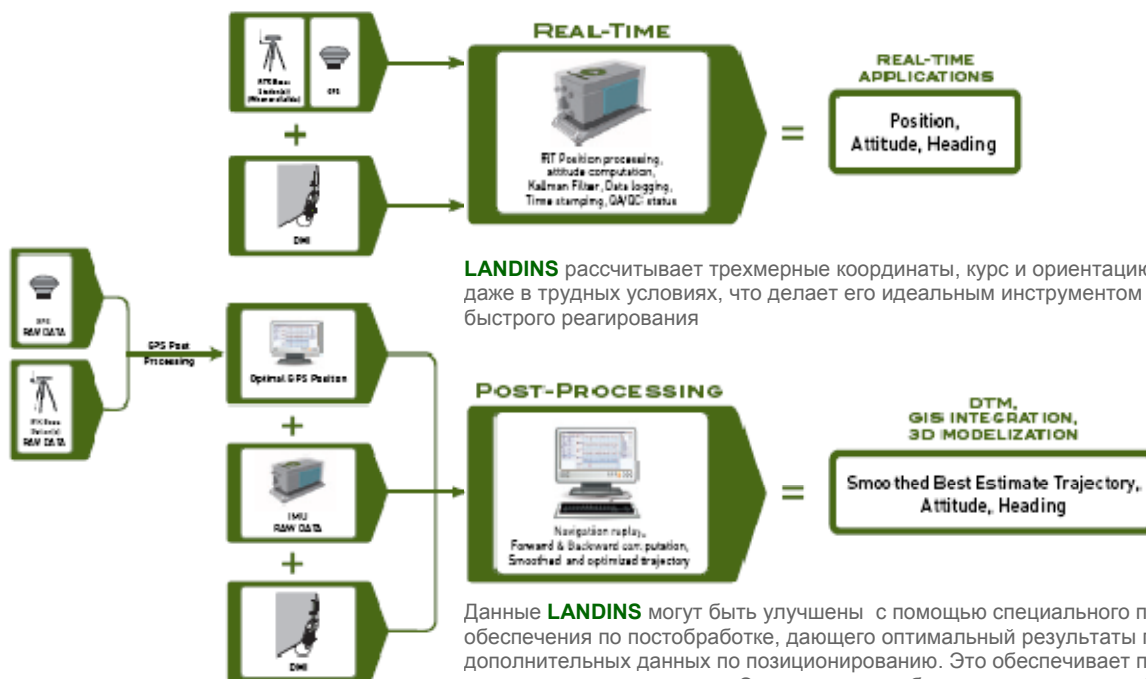 REAL-TIME
GPS
RT Position processing,
attitude computation,
Kallman Filter, Data logging,
Time stamping, QA/QC status
=
REAL-TIME
APPLICATIONS
Position,
Attitude, Heading
+
DMI
LANDINS рассчитывает трехмерные координаты, курс и ориентацию
даже в трудных условиях, что делает его идеальным инструментом
быстрого реагирования
GPS
RAW DATA
RAW DATA
GPS Post
Processing
Optimal GPS Position
+
IMU
RAW DATA
+
DMI
POST-PROCESSING
Navigation replay,
Forward & Backward computation,
Smoothed and optimized trajectory
=
DTM,
GIS INTEGRATION,
3D MODELIZATION
Smoothed Best Estimate Trajectory,
Attitude, Heading
Данные LANDINS могут быть улучшены с помощью специального
обеспечения по постобработке, дающего оптимальный результаты
дополнительных данных по позиционированию. Это обеспечивает